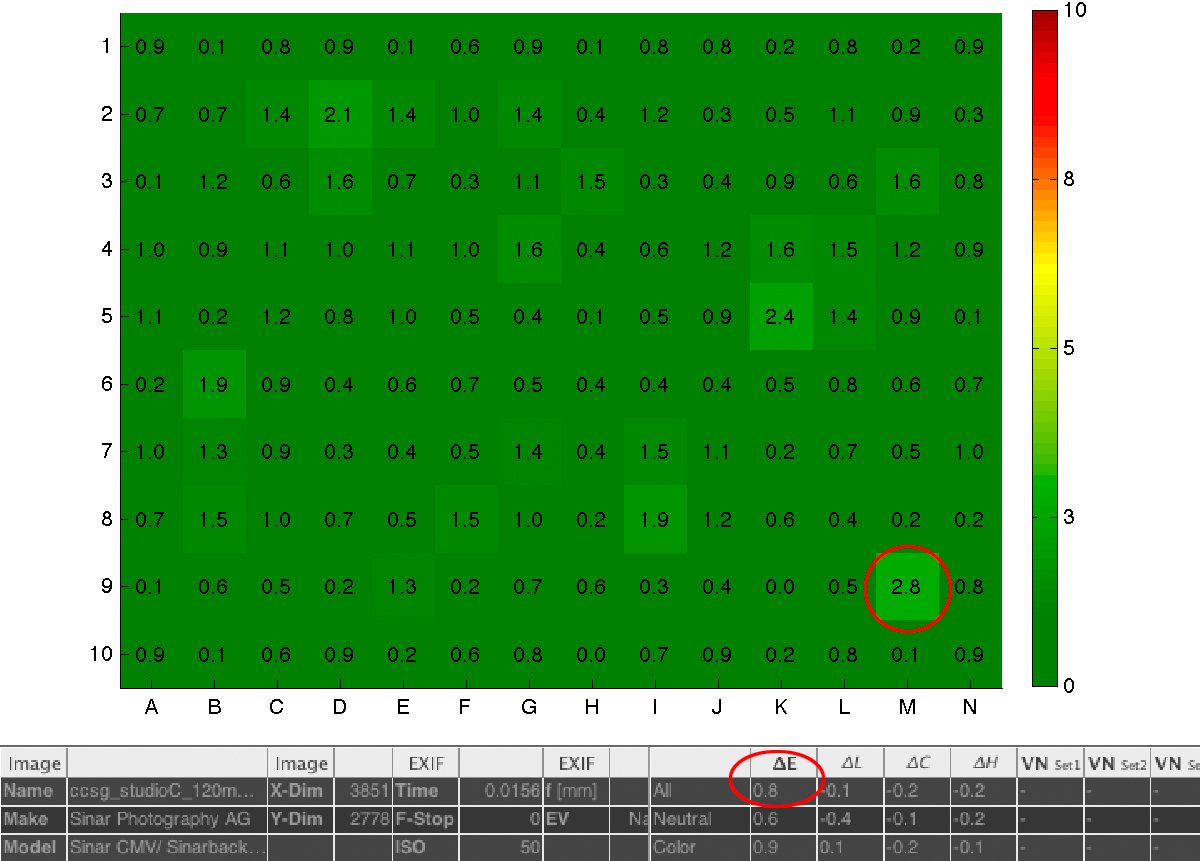 10
1 0.9 0.1 0.8 0.9 0.1 0.6 0.9 0.1 0.8 0.8 0.2 0.8 0.2 0.9
2 0.7 0.7 1.4 2.1 1.4 1.0 1.4 0.4 1.2 0.3 0.5 1.1 0.9 0.3
3 0.1 1.2 0.6 1.6 0.7 0.3 1.1 1.5 0.3 0.4 0.9 0.6 1.6 0.8 8
4 1.0 0.9 1.1 1.0 1.1 1.0 1.6 0.4 0.6 1.2 1.6 1.5 1.2 0.9
5 1.1 0.2 1.2 0.8 1.0 0.5 0.4 0.1 0.5 0.9 2.4 1.4 0.9 0.1
5
6 0.2 1.9 0.9 0.4 0.6 0.7 0.5 0.4 0.4 0.4 0.5 0.8 0.6 0.7
7 1.0 1.3 0.9 0.3 0.4 0.5 1.4 0.4 1.5 1.1 0.2 0.7 0.5 1.0
8 0.7 1.5 1.0 0.7 0.5 1.5 1.0 0.2 1.9 1.2 0.6 0.4 0.2 0.2 3
9 0.1 0.6 0.5 0.2 1.3 0.2 0.7 0.6 0.3 0.4 0.0 0.5 2.8 0.8
10 0.9 0.1 0.6 0.9 0.2 0.6 0.8 0.0 0.7 0.9 0.2 0.8 0.1 0.9
0
A B C D E F G H I J K L M N
Image Image EXIF EXIF ΔE ΔL ΔC ΔH VN Set1 VN Set2 VN Se
Name ccsg_studioC_120m... X-Dim 3851 Time 0.0156 f [mm] All 0.8 -0.1 -0.2 -0.2 - - -
Make Sinar Photography AG Y-Dim 2778 F-Stop 0 EV Na Neutral 0.6 -0.4 -0.1 -0.2 - - -
Model Sinar CMV/ Sinarback... ISO 50 Color 0.9 0.1 -0.2 -0.1 - - -